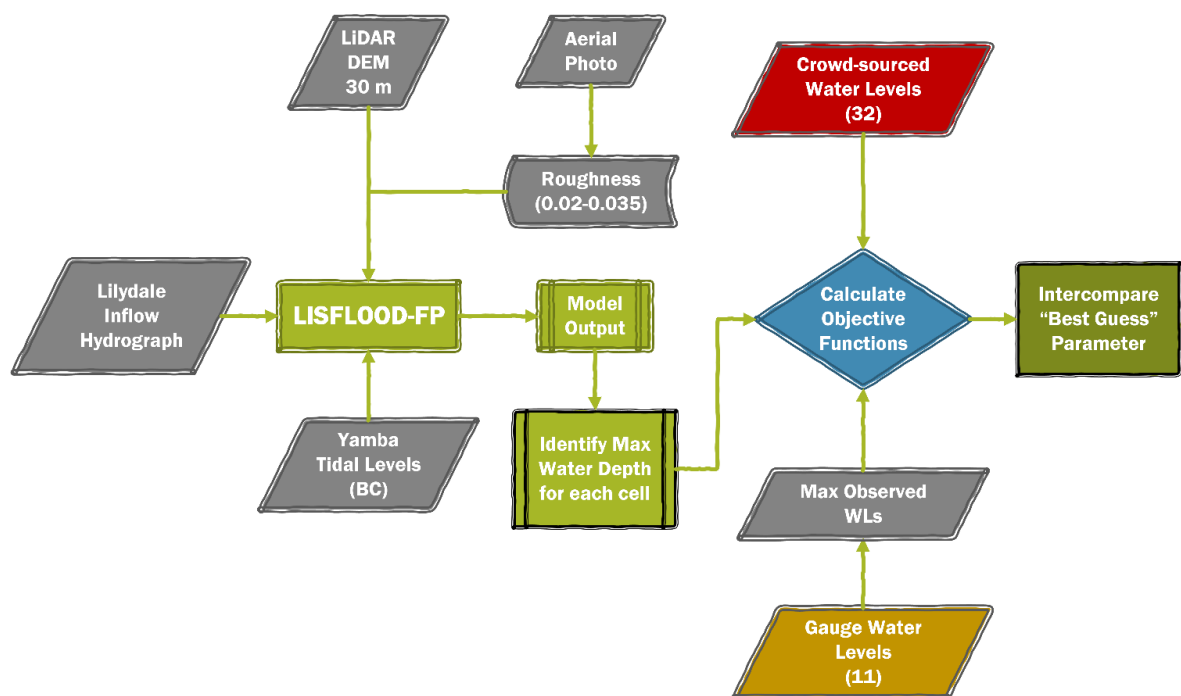 LiDAR
DEM
30 m
Aerial
Photo
Crowd-sourced
Water Levels
(32)
Roughness
(0.02-0.035)
Lilydale
Inflow
Hydrograph
LISFLOOD-FP
Model
Output
Calculate
Objective
Functions
Intercompare
“Best Guess”
Parameter
Yamba
Tidal Levels
(BC)
Identify Max
Water Depth
for each cell
Max Observed
WLs
Gauge Water
Levels
(11)